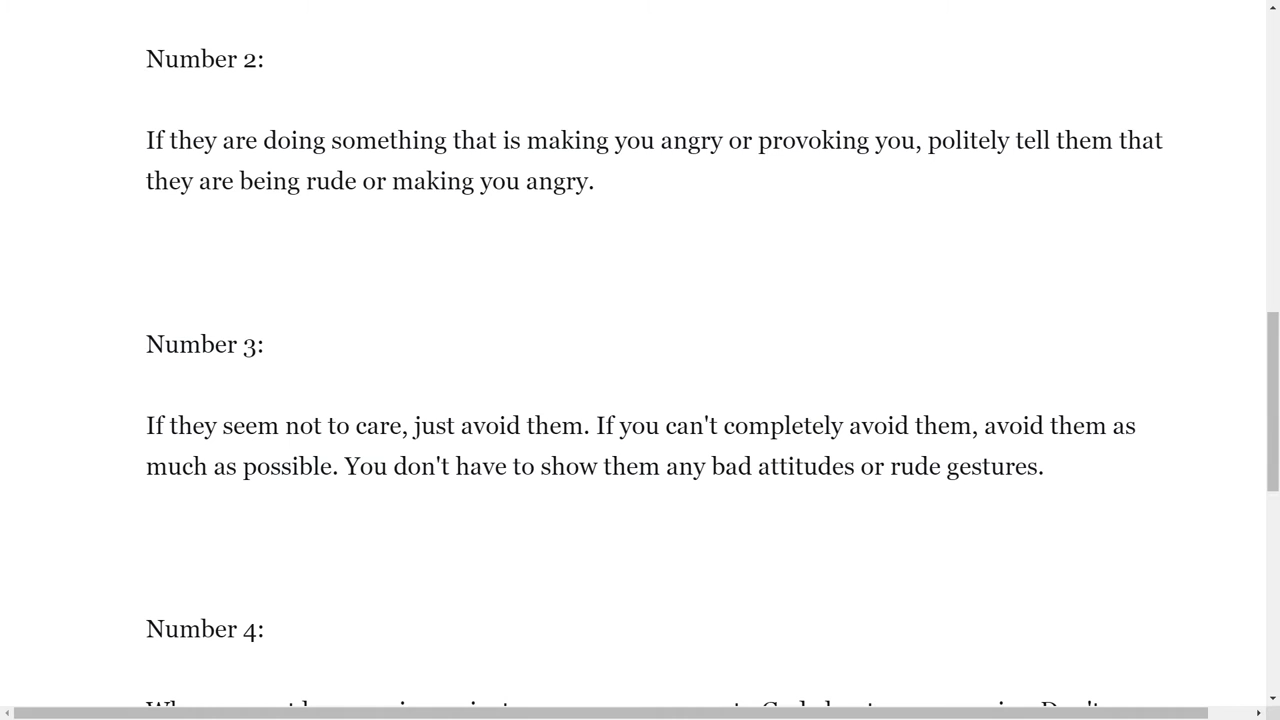 Number 2:
If they are doing something that is making you angry or provoking you, politely tell them that
they are being rude or making you angry.
Number 3:
If they seem not to care, just avoid them. If you can't completely avoid them, avoid them as
much as possible. You don't have to show them any bad attitudes or rude gestures.
Number 4: